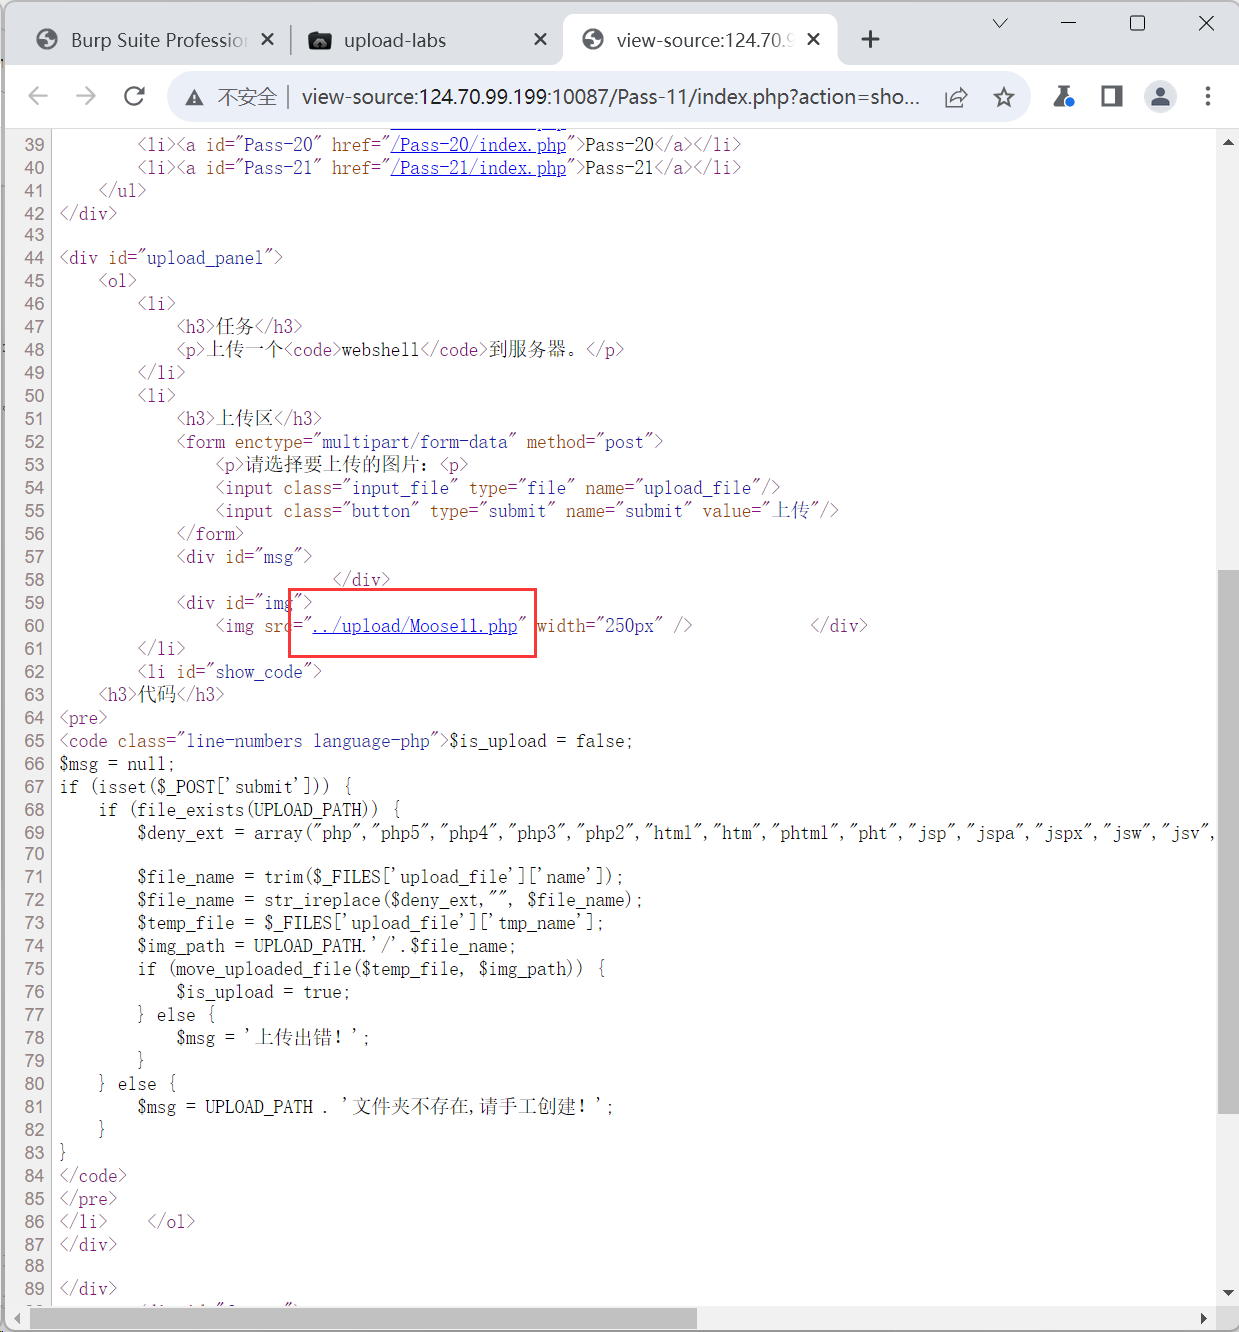 Burp Suite Profession
upload-labs
view-source:124.70.9
不安全
view-source:124.70.99.199:10087/Pass-11/index.php?action=sho...
39 <li><a id="Pass-20" href="/Pass-20/index.php">Pass-20</a></li>
40 <li><a id="Pass-21" href="/Pass-21/index.php">Pass-21</a></li>
41 </ul>
42 </div>
43
44 <div id="upload_panel">
45 <ol>
46 <li>
47 <h3>任务</h3>
48 <p>上传一个<code>webshell</code>到服务器。</p>
49 </li>
50 <li>
51 <h3>上传区</h3>
52 <form enctype="multipart/form-data" method="post">
53 <p>请选择要上传的图片：<p>
54 <input class="input_file" type="file" name="upload_file"/>
55 <input class="button" type="submit" name="submit" value="上传"/>
56 </form>
57 <div id="msg">
58 </div>
59 <div id="img">
60 <img src="../upload/Moosell.php" width="250px" /> </div>
61 </li>
62 <li id="show_code">
63 <h3>代码</h3>
64 <pre>
65 <code class="line-numbers language-php">$is_upload = false;
66 $msg = null;
67 if (isset($_POST['submit'])) {
68 if (file_exists(UPLOAD_PATH)) {
69 $deny_ext = array("php","php5","php4","php3","php2","html","htm","phtml","pht","jsp","jspa","jspx","jsw","jsv",
70
71 $file_name = trim($_FILES['upload_file']['name']);
72 $file_name = str_ireplace($deny_ext,"", $file_name);
73 $temp_file = $_FILES['upload_file']['tmp_name'];
74 $img_path = UPLOAD_PATH.'/'.$file_name;
75 if (move_uploaded_file($temp_file, $img_path)) {
76 $is_upload = true;
77 } else {
78 $msg = '上传出错！';
79 }
80 } else {
81 $msg = UPLOAD_PATH . '文件夹不存在,请手工创建！';
82 }
83 }
84 </code>
85 </pre>
86 </li> </ol>
87 </div>
88
89 </div>